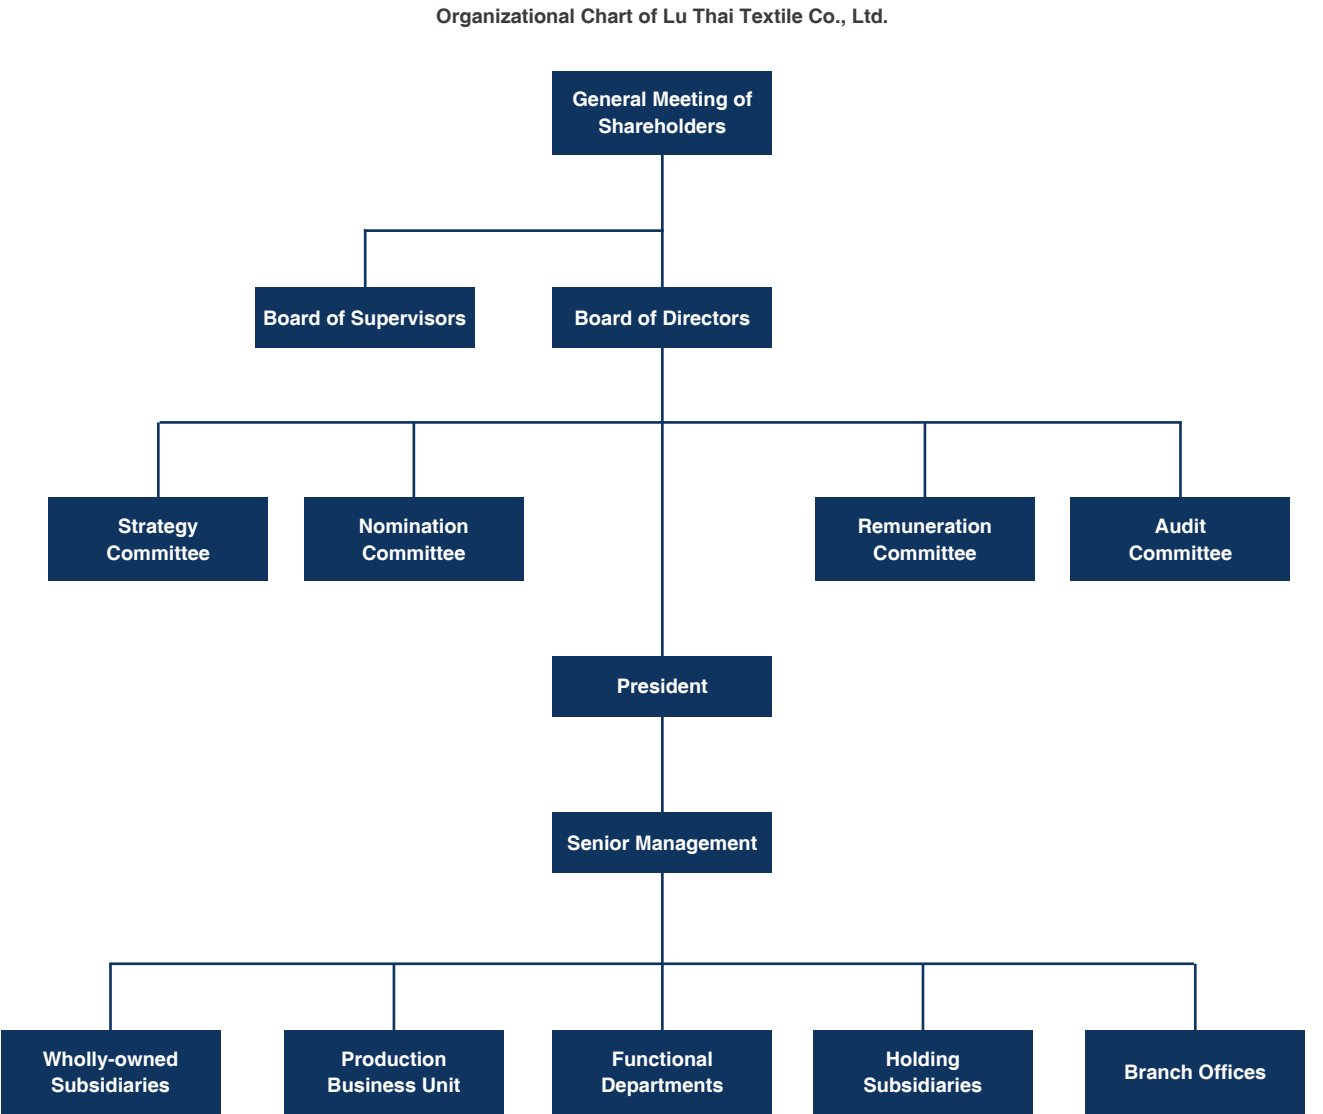 Organizational Chart of Lu Thai Textile Co., Ltd.
General Meeting of
Shareholders
Board of Supervisors
Board of Directors
Strategy
Committee
Nomination
Committee
Remuneration
Committee
Audit
Committee
President
Senior Management
Wholly-owned
Subsidiaries
Production
Business Unit
Functional
Departments
Holding
Subsidiaries
Branch Offices